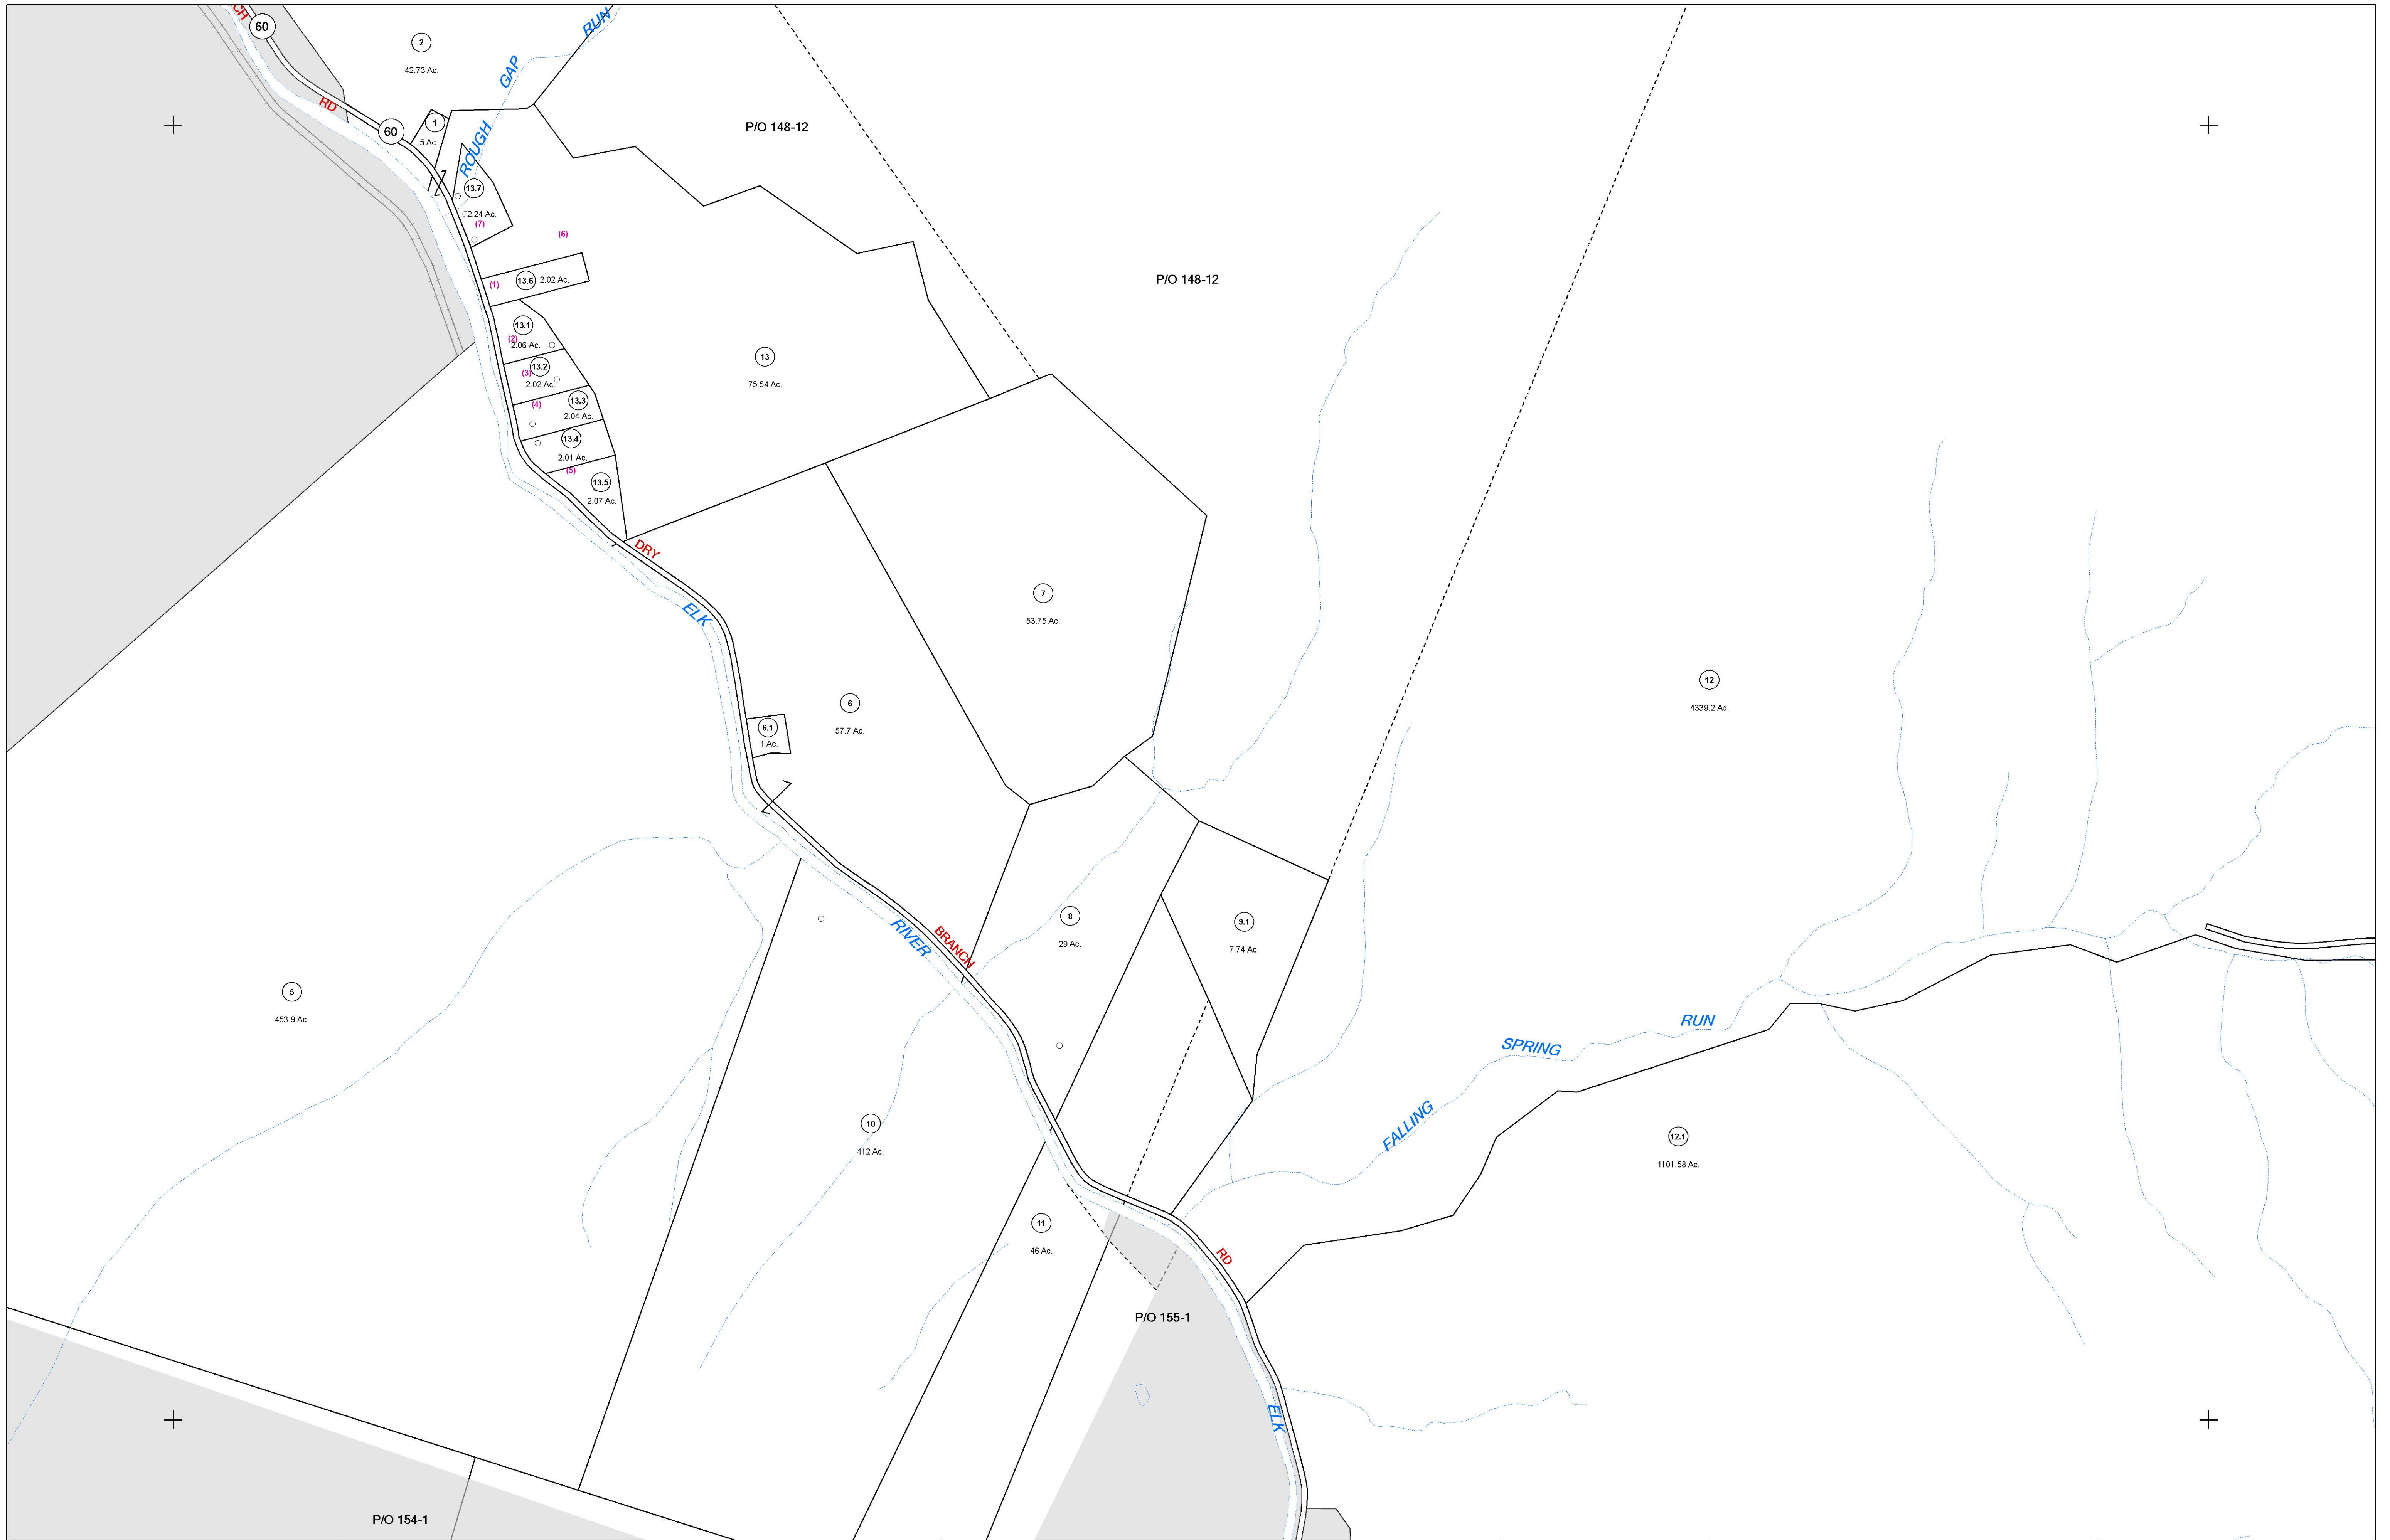 CH
60
2
42.73 Ac.
RUN
GAP
ROUGH
RD
60
1
.5 Ac.
P/O 148-12
13.7
2.24 Ac.
(7)
(6)
13.6 2.02 Ac.
(1)
P/O 148-12
13.1
(2)
2.06 Ac.
13
75.54 Ac.
13.2
(3)
2.02 Ac.
13.3
(4)
2.04 Ac.
13.4
2.01 Ac.
(5)
13.5
2.07 Ac.
DRY
ELK
7
53.75 Ac.
12
4339.2 Ac.
6
57.7 Ac.
6.1
1 Ac.
8
29 Ac.
9.1
7.74 Ac.
RIVER
BRANCN
5
453.9 Ac.
RUN
SPRING
FALLING
10
112 Ac.
12.1
1101.58 Ac.
11
46 Ac.
RD
P/O 155-1
ELK
P/O 154-1